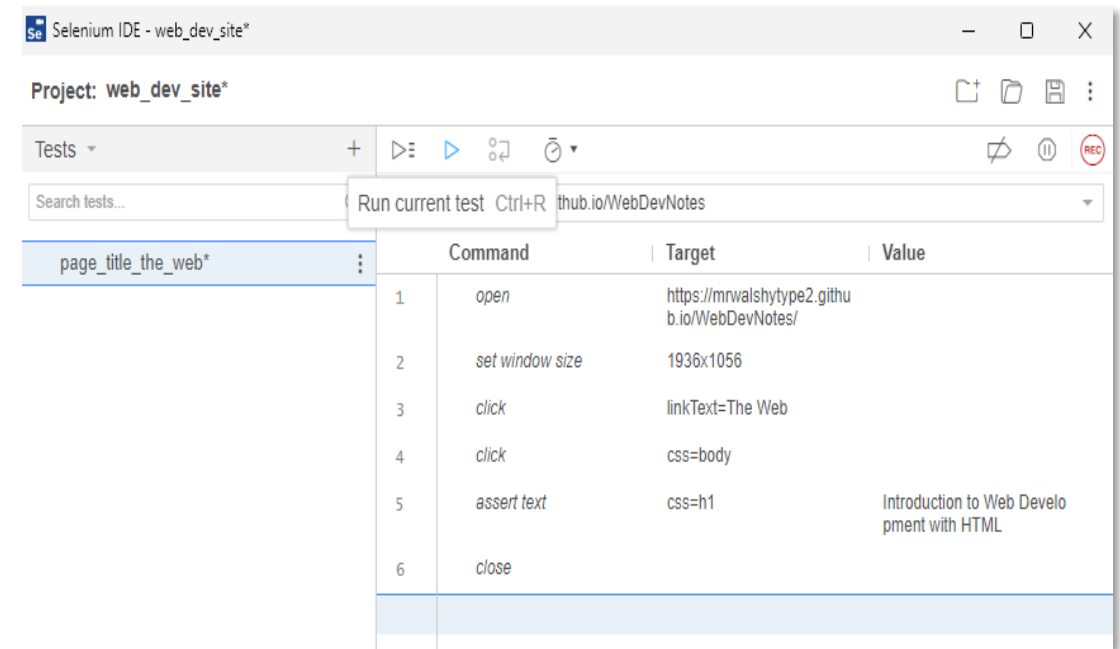 Se Selenium IDE - web_dev_site*
Project: web_dev_site*
Tests
REC
Search tests...
Run current test Ctrl+R
thub.io/WebDevNotes
page_title_the_web*
Command Target Value
1 open https://mrwalshytype2.githu
b.io/WebDevNotes/
2 set window size 1936x1056
3 click linkText=The Web
4 click css=body
5 assert text css=h1 Introduction to Web Develo
pment with HTML
6 close